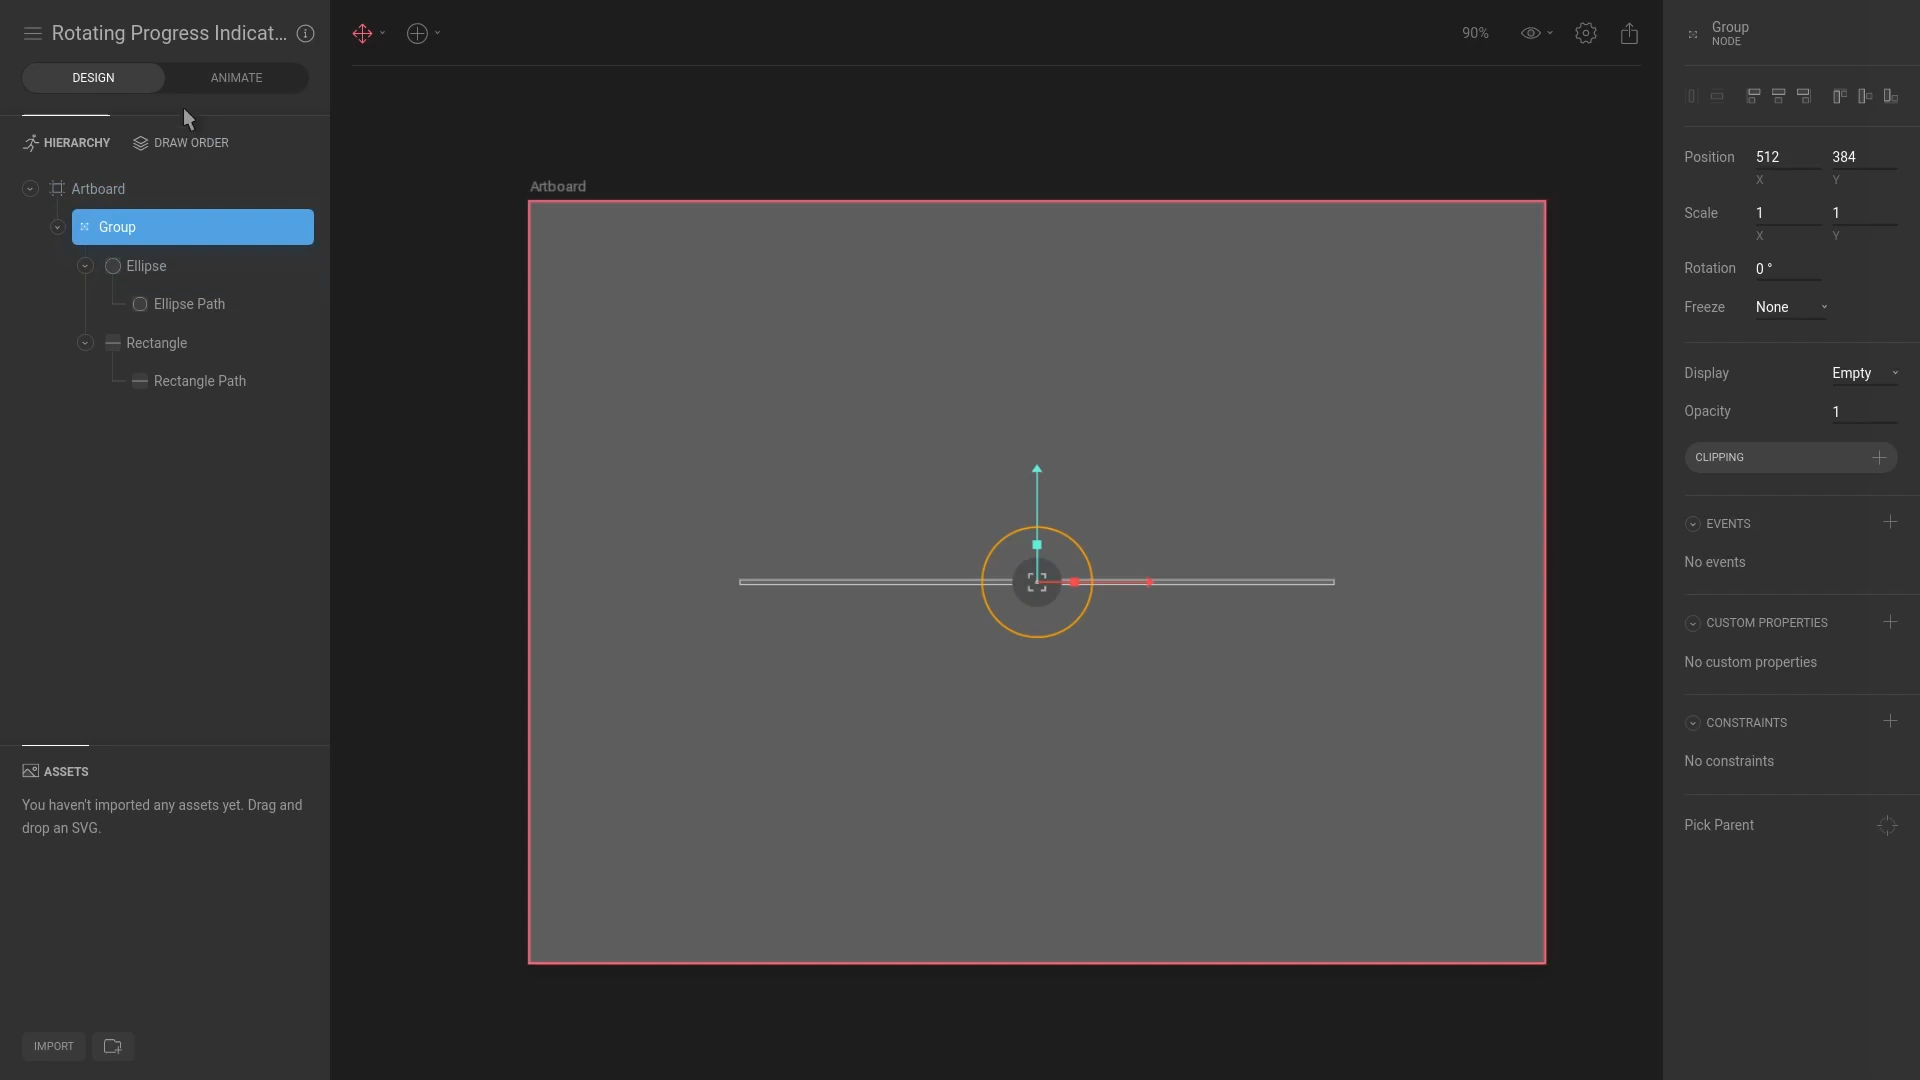 Rotating Progress Indicat...
DESIGN
ANIMATE
HIERARCHY
DRAW ORDER
Artboard
Group
Ellipse
Ellipse Path
Rectangle
Rectangle Path
ASSETS
You haven't imported any assets yet. Drag and
drop an SVG.
IMPORT
90%
Artboard
Group
NODE
Position 512 384
X Y
Scale 1 1
X Y
Rotation 0 °
Freeze None
Display Empty
Opacity 1
CLIPPING
EVENTS
No events
CUSTOM PROPERTIES
No custom properties
CONSTRAINTS
No constraints
Pick Parent